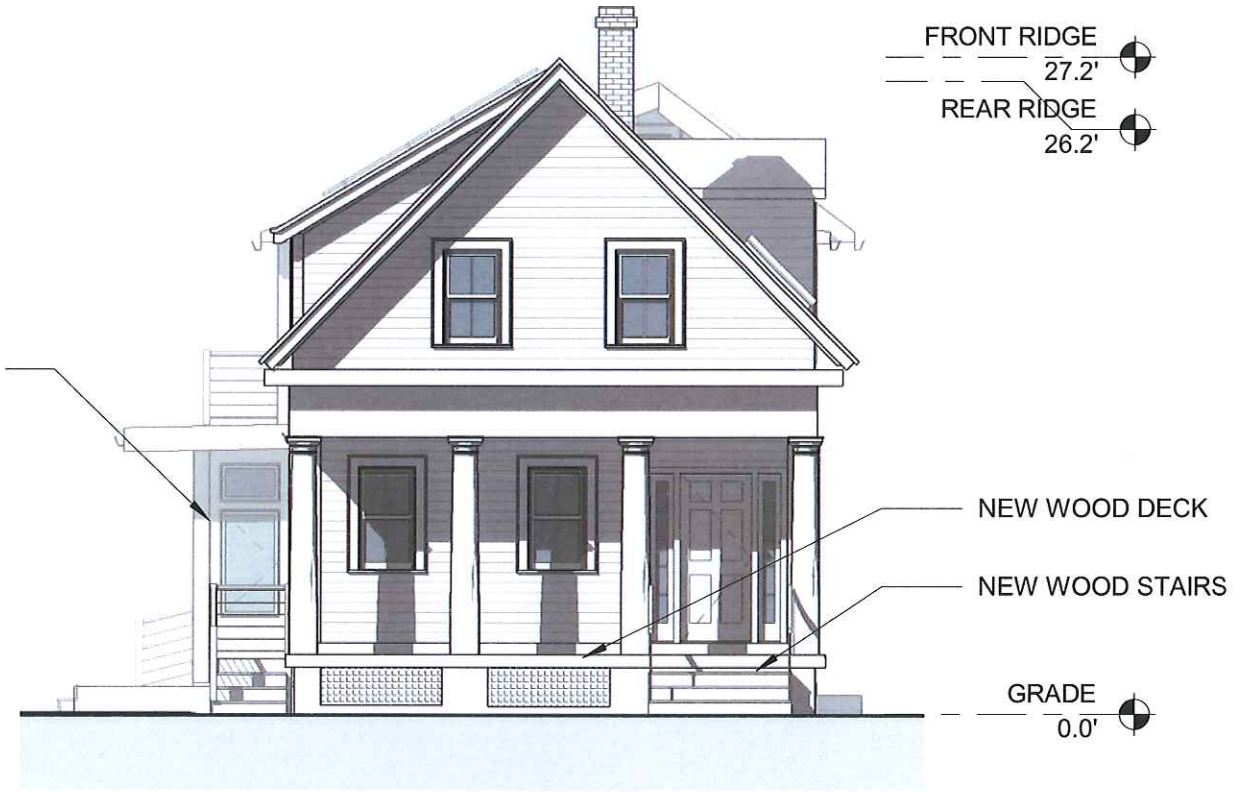 FRONT RIDGE
27.2'
REAR RIDGE
26.2'
NEW WOOD DECK
NEW WOOD STAIRS
GRADE
0.0'